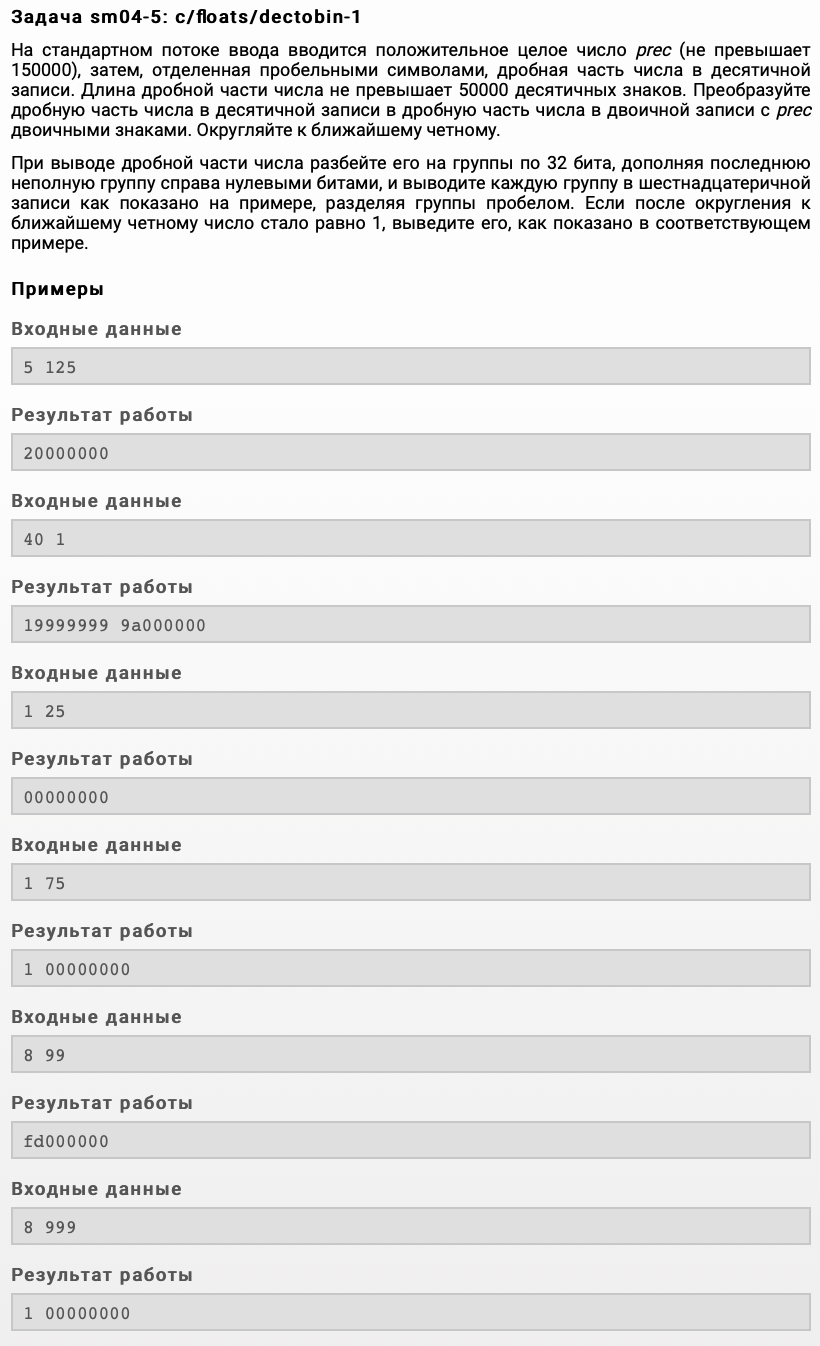 Задача sm04-5: c/floats/dectobin-1
На стандартном потоке ввода вводится положительное целое число prec (не превышает
150000), затем, отделенная пробельными символами, дробная часть числа в десятичной
записи. Длина дробной части числа не превышает 50000 десятичных знаков. Преобразуйте
дробную часть числа в десятичной записи в дробную часть числа в двоичной записи с prec
двоичными знаками. Округляйте к ближайшему четному.
При выводе дробной части числа разбейте его на группы по 32 бита, дополняя последнюю
неполную группу справа нулевыми битами, и выводите каждую группу в шестнадцатеричной
записи как показано на примере, разделяя группы пробелом. Если после округления к
ближайшему четному число стало равно 1, выведите его, как показано в соответствующем
примере.
Примеры
Входные данные
5 125
Результат работы
20000000
Входные данные
40 1
Результат работы
19999999 9a000000
Входные данные
1 25
Результат работы
00000000
Входные данные
1 75
Результат работы
1 00000000
Входные данные
8 99
Результат работы
fd000000
Входные данные
8 999
Результат работы
1 00000000